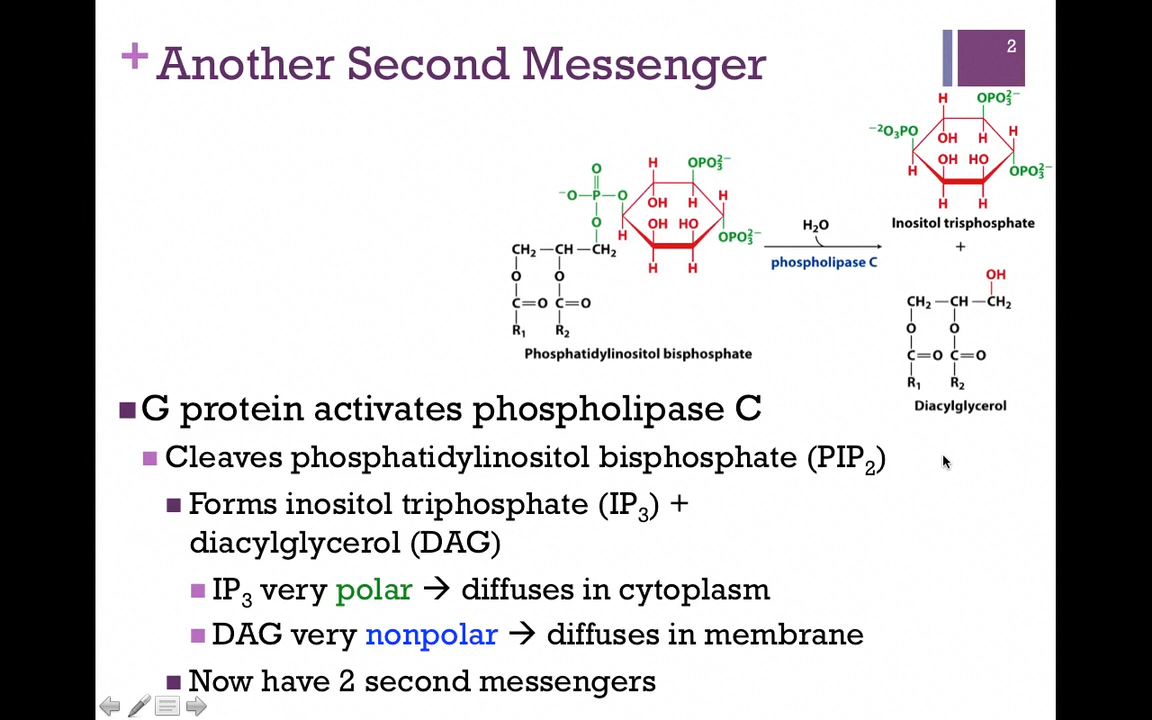 + Another Second Messenger
2
H OPO₃²⁻
⁻²O₃PO OH H H
OH HO
H OPO₃²⁻
H H
Inositol trisphosphate
+
O H OPO₃²⁻
⁻O—P—O OH H H
O OH HO
H OPO₃²⁻
CH₂—CH—CH₂
H H
O O
C=O C=O
R₁ R₂
Phosphatidylinositol bisphosphate
H₂O
phospholipase C
OH
CH₂—CH—CH₂
O O
C=O C=O
R₁ R₂
Diacylglycerol
G protein activates phospholipase C
Cleaves phosphatidylinositol bisphosphate (PIP₂)
Forms inositol triphosphate (IP₃) +
diacylglycerol (DAG)
IP₃ very polar → diffuses in cytoplasm
DAG very nonpolar → diffuses in membrane
Now have 2 second messengers